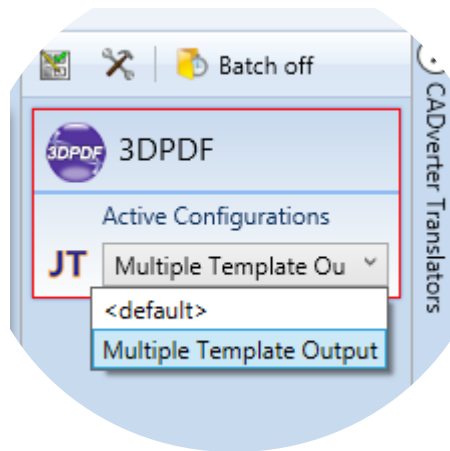 Batch off
3DPDF
3DPDF
Active Configurations
JT
Multiple Template Ou
<default>
Multiple Template Output
CADverter Translators